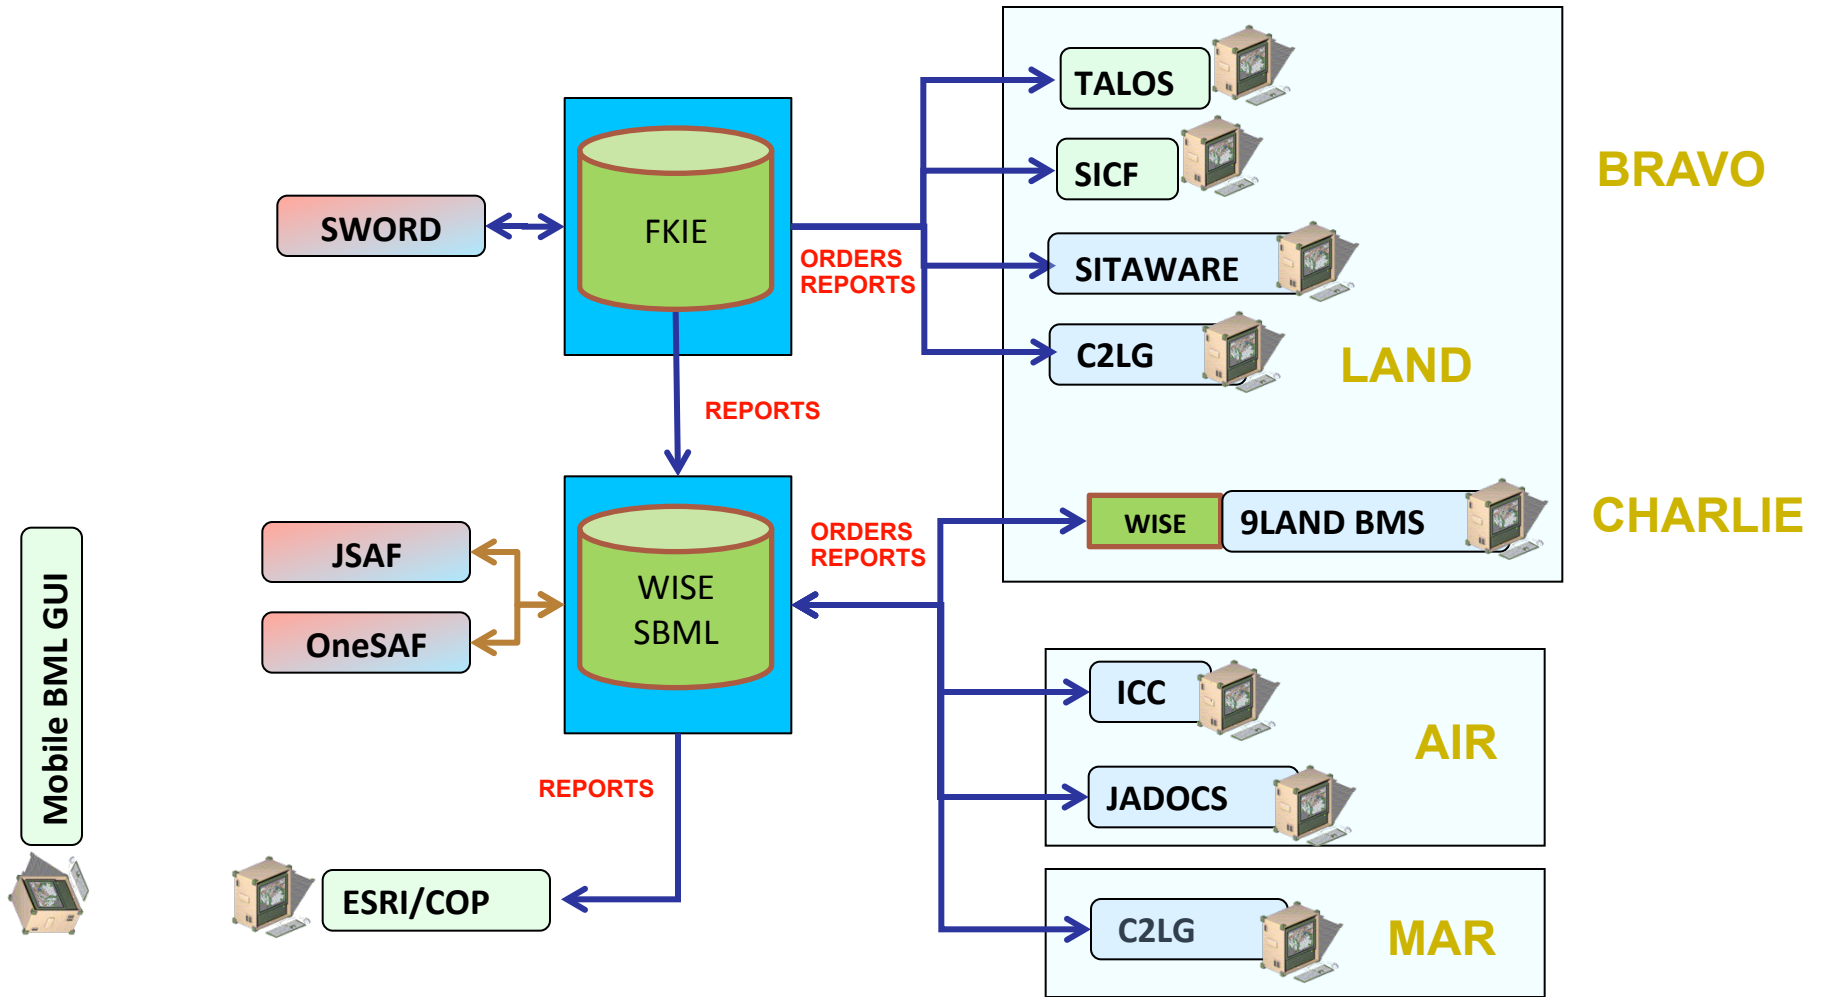 TALOS
BRAVO
SICF
SWORD
FKIE
ORDERS
REPORTS
SITAWARE
C2LG
LAND
REPORTS
WISE
9LAND BMS
CHARLIE
ORDERS
REPORTS
JSAF
OneSAF
WISE
SBML
Mobile BML GUI
ICC
AIR
JADOCS
REPORTS
ESRI/COP
C2LG
MAR